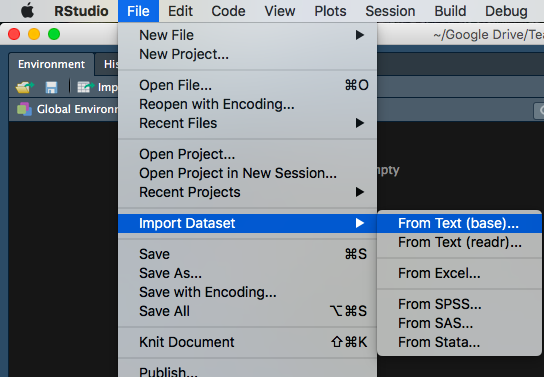 RStudio File Edit Code View Plots Session Build Debug
~/Google Drive/Tea
Environment His
Imp
Global Environm
mpty
New File
New Project...
Open File... ⌘O
Reopen with Encoding...
Recent Files
Open Project...
Open Project in New Session...
Recent Projects
Import Dataset
From Text (base)...
From Text (readr)...
From Excel...
From SPSS...
From SAS...
From Stata...
Save ⌘S
Save As...
Save with Encoding...
Save All ⌥⌘S
Knit Document ⇧⌘K
Publish...